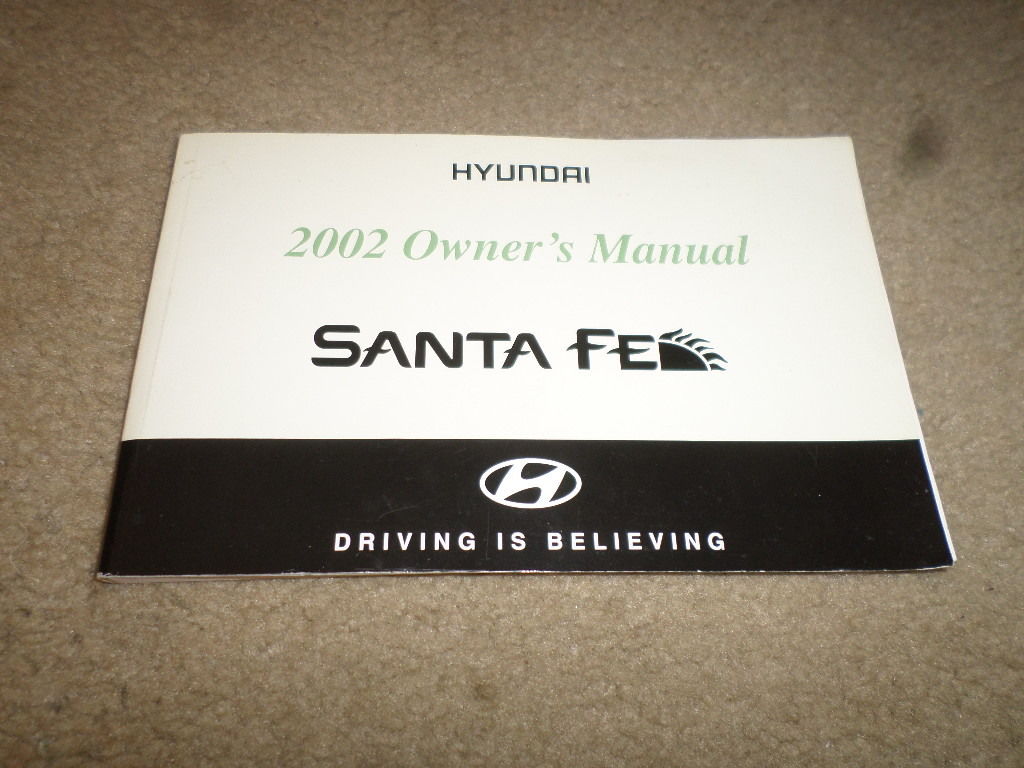 HYUNDAI
2002 Owner's Manual
SANTA FE
DRIVING IS BELIEVING